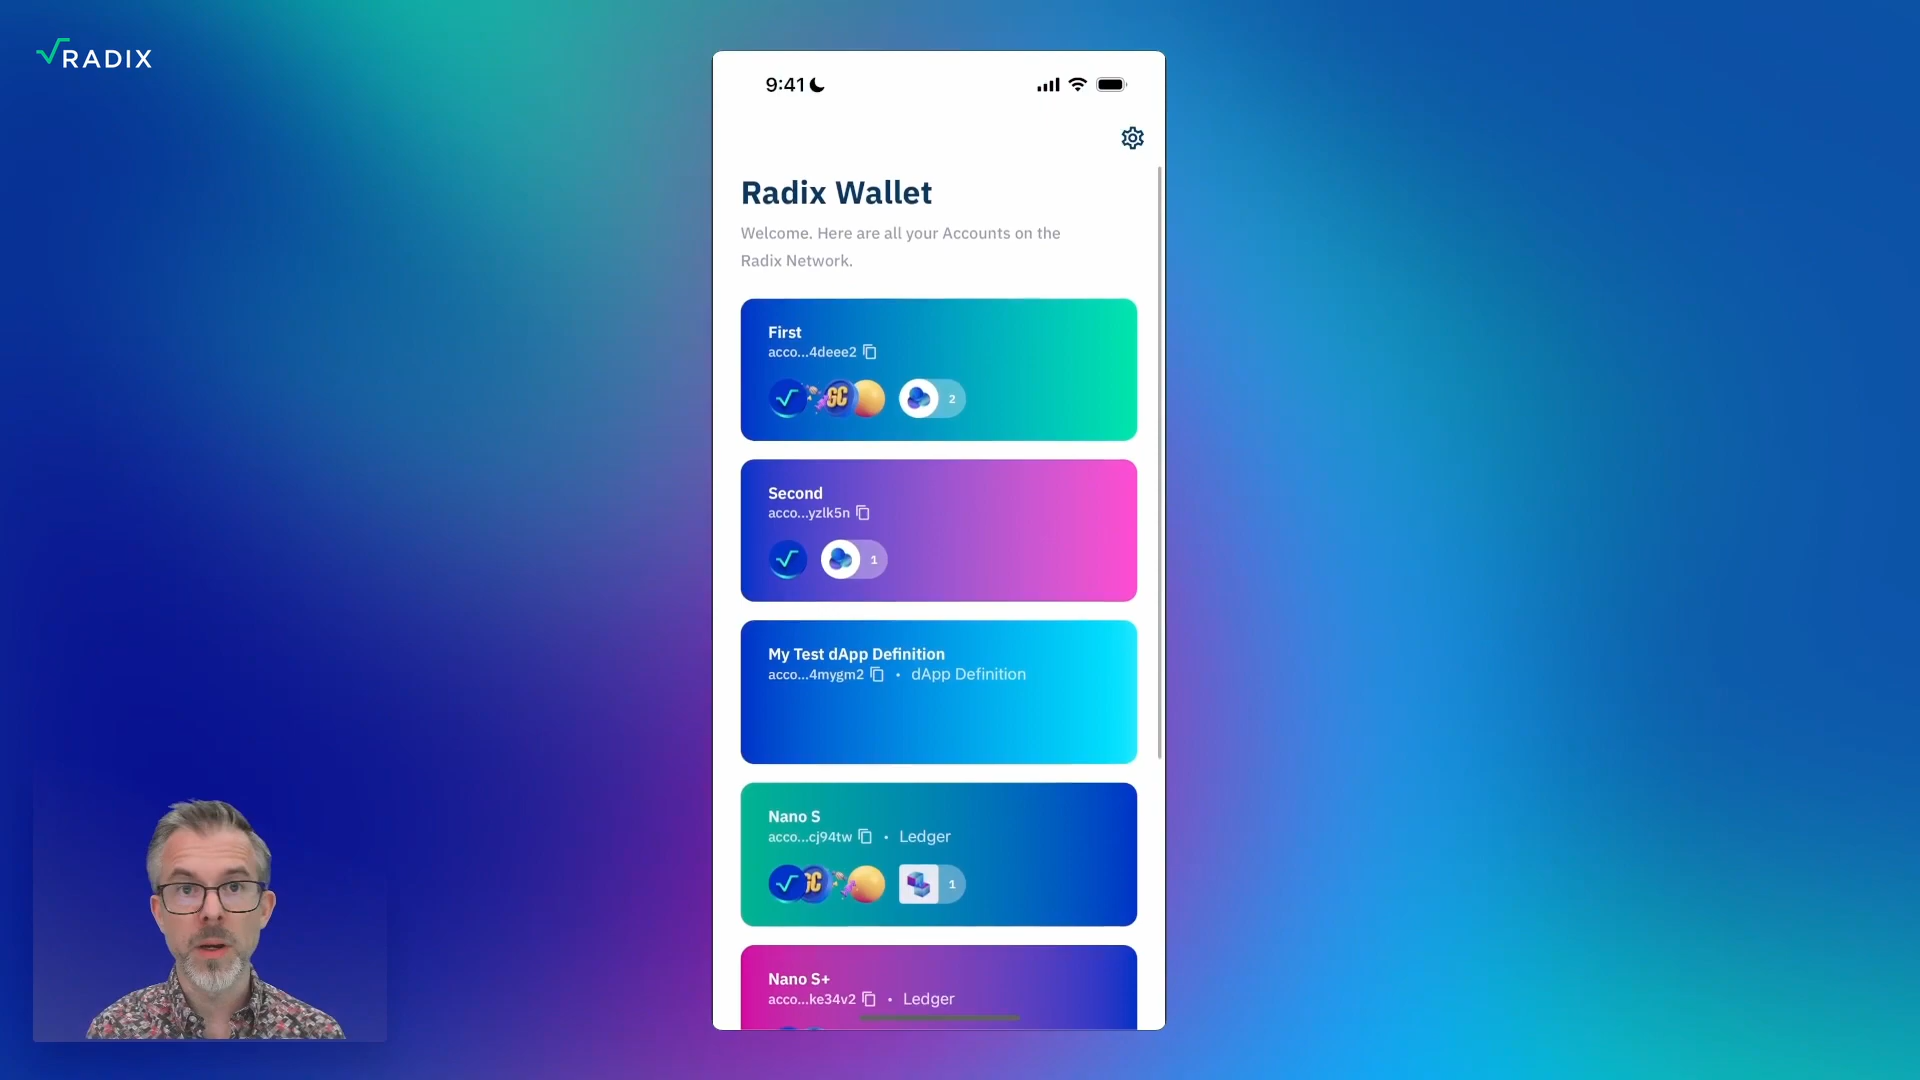 RADIX
9:41
Radix Wallet
Welcome. Here are all your Accounts on the
Radix Network.
First
acco...4deee2
GC
2
Second
acco...yzlk5n
1
My Test dApp Definition
acco...4mygm2 • dApp Definition
Nano S
acco...cj94tw • Ledger
GC
1
Nano S+
acco...ke34v2 • Ledger